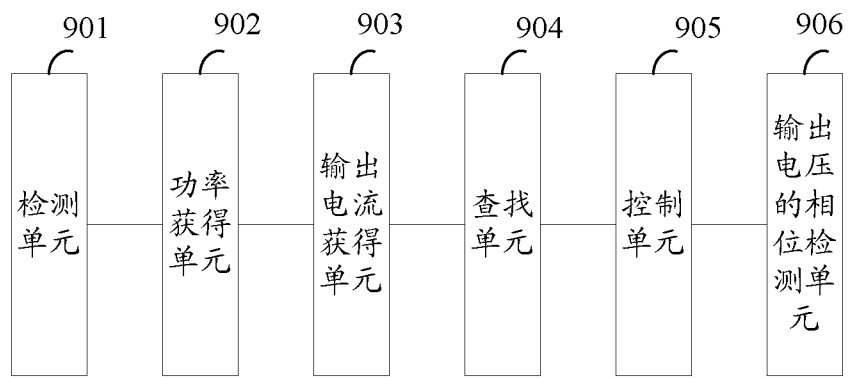 901
902
903
904
905
906
检测
单元
功率
获得
单元
输出
电流
获得
单元
查找
单元
控制
单元
输出
电压
的相
位检
测单
元